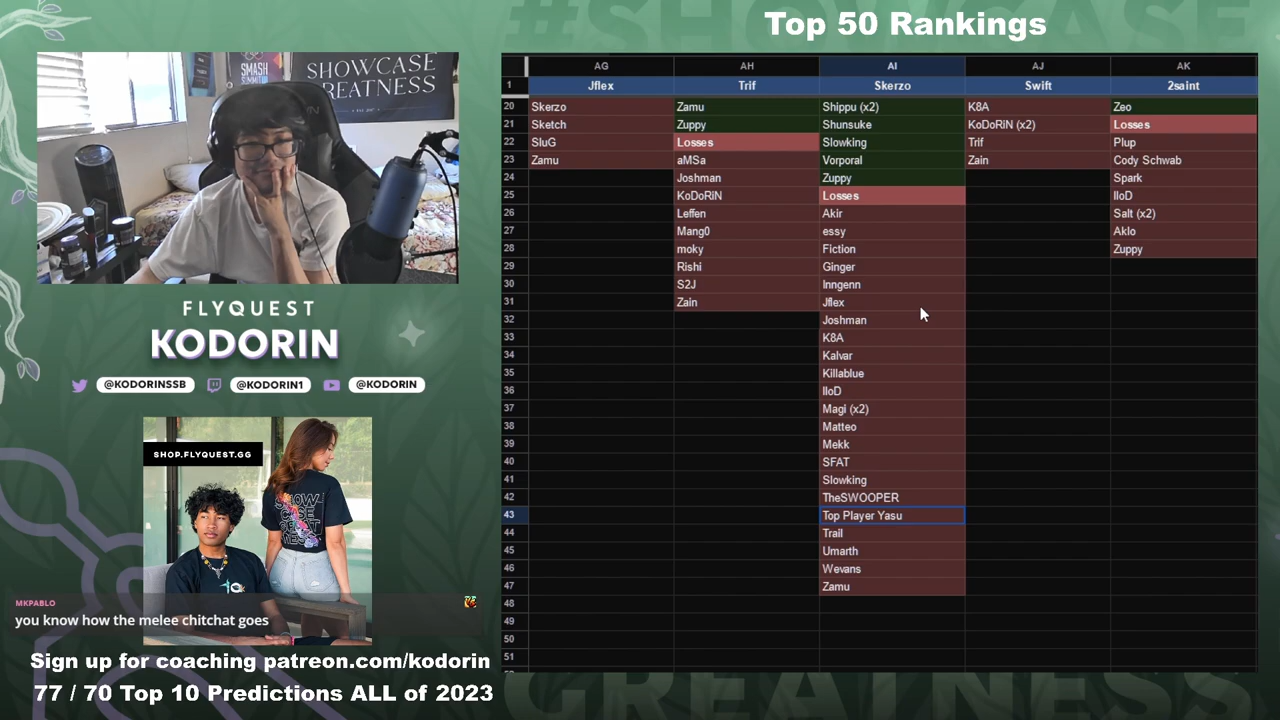 #SHOWCASE
Top 50 Rankings
SMASH
SUMMIT
SHOWCASE
GREATNESS
FLYQUEST
KODORIN
@KODORINSSB @KODORIN1 @KODORIN
SHOP.FLYQUEST.GG
MKPABLO
you know how the melee chitchat goes
Sign up for coaching patreon.com/kodorin
77 / 70 Top 10 Predictions ALL of 2023
AG AH AI AJ AK
1 Jflex Trif Skerzo Swift 2saint
20 Skerzo Zamu Shippu (x2) K8A Zeo
21 Sketch Zuppy Shunsuke KoDoRiN (x2) Losses
22 SluG Losses Slowking Trif Plup
23 Zamu aMSa Vorporal Zain Cody Schwab
24 Joshman Zuppy Spark
25 KoDoRiN Losses lloD
26 Leffen Akir Salt (x2)
27 Mang0 essy Aklo
28 moky Fiction Zuppy
29 Rishi Ginger
30 S2J Inngenn
31 Zain Jflex
32 Joshman
33 K8A
34 Kalvar
35 Killablue
36 lloD
37 Magi (x2)
38 Matteo
39 Mekk
40 SFAT
41 Slowking
42 TheSWOOPER
43 Top Player Yasu
44 Trail
45 Umarth
46 Wevans
47 Zamu
48
49
50
51
GREATNESS